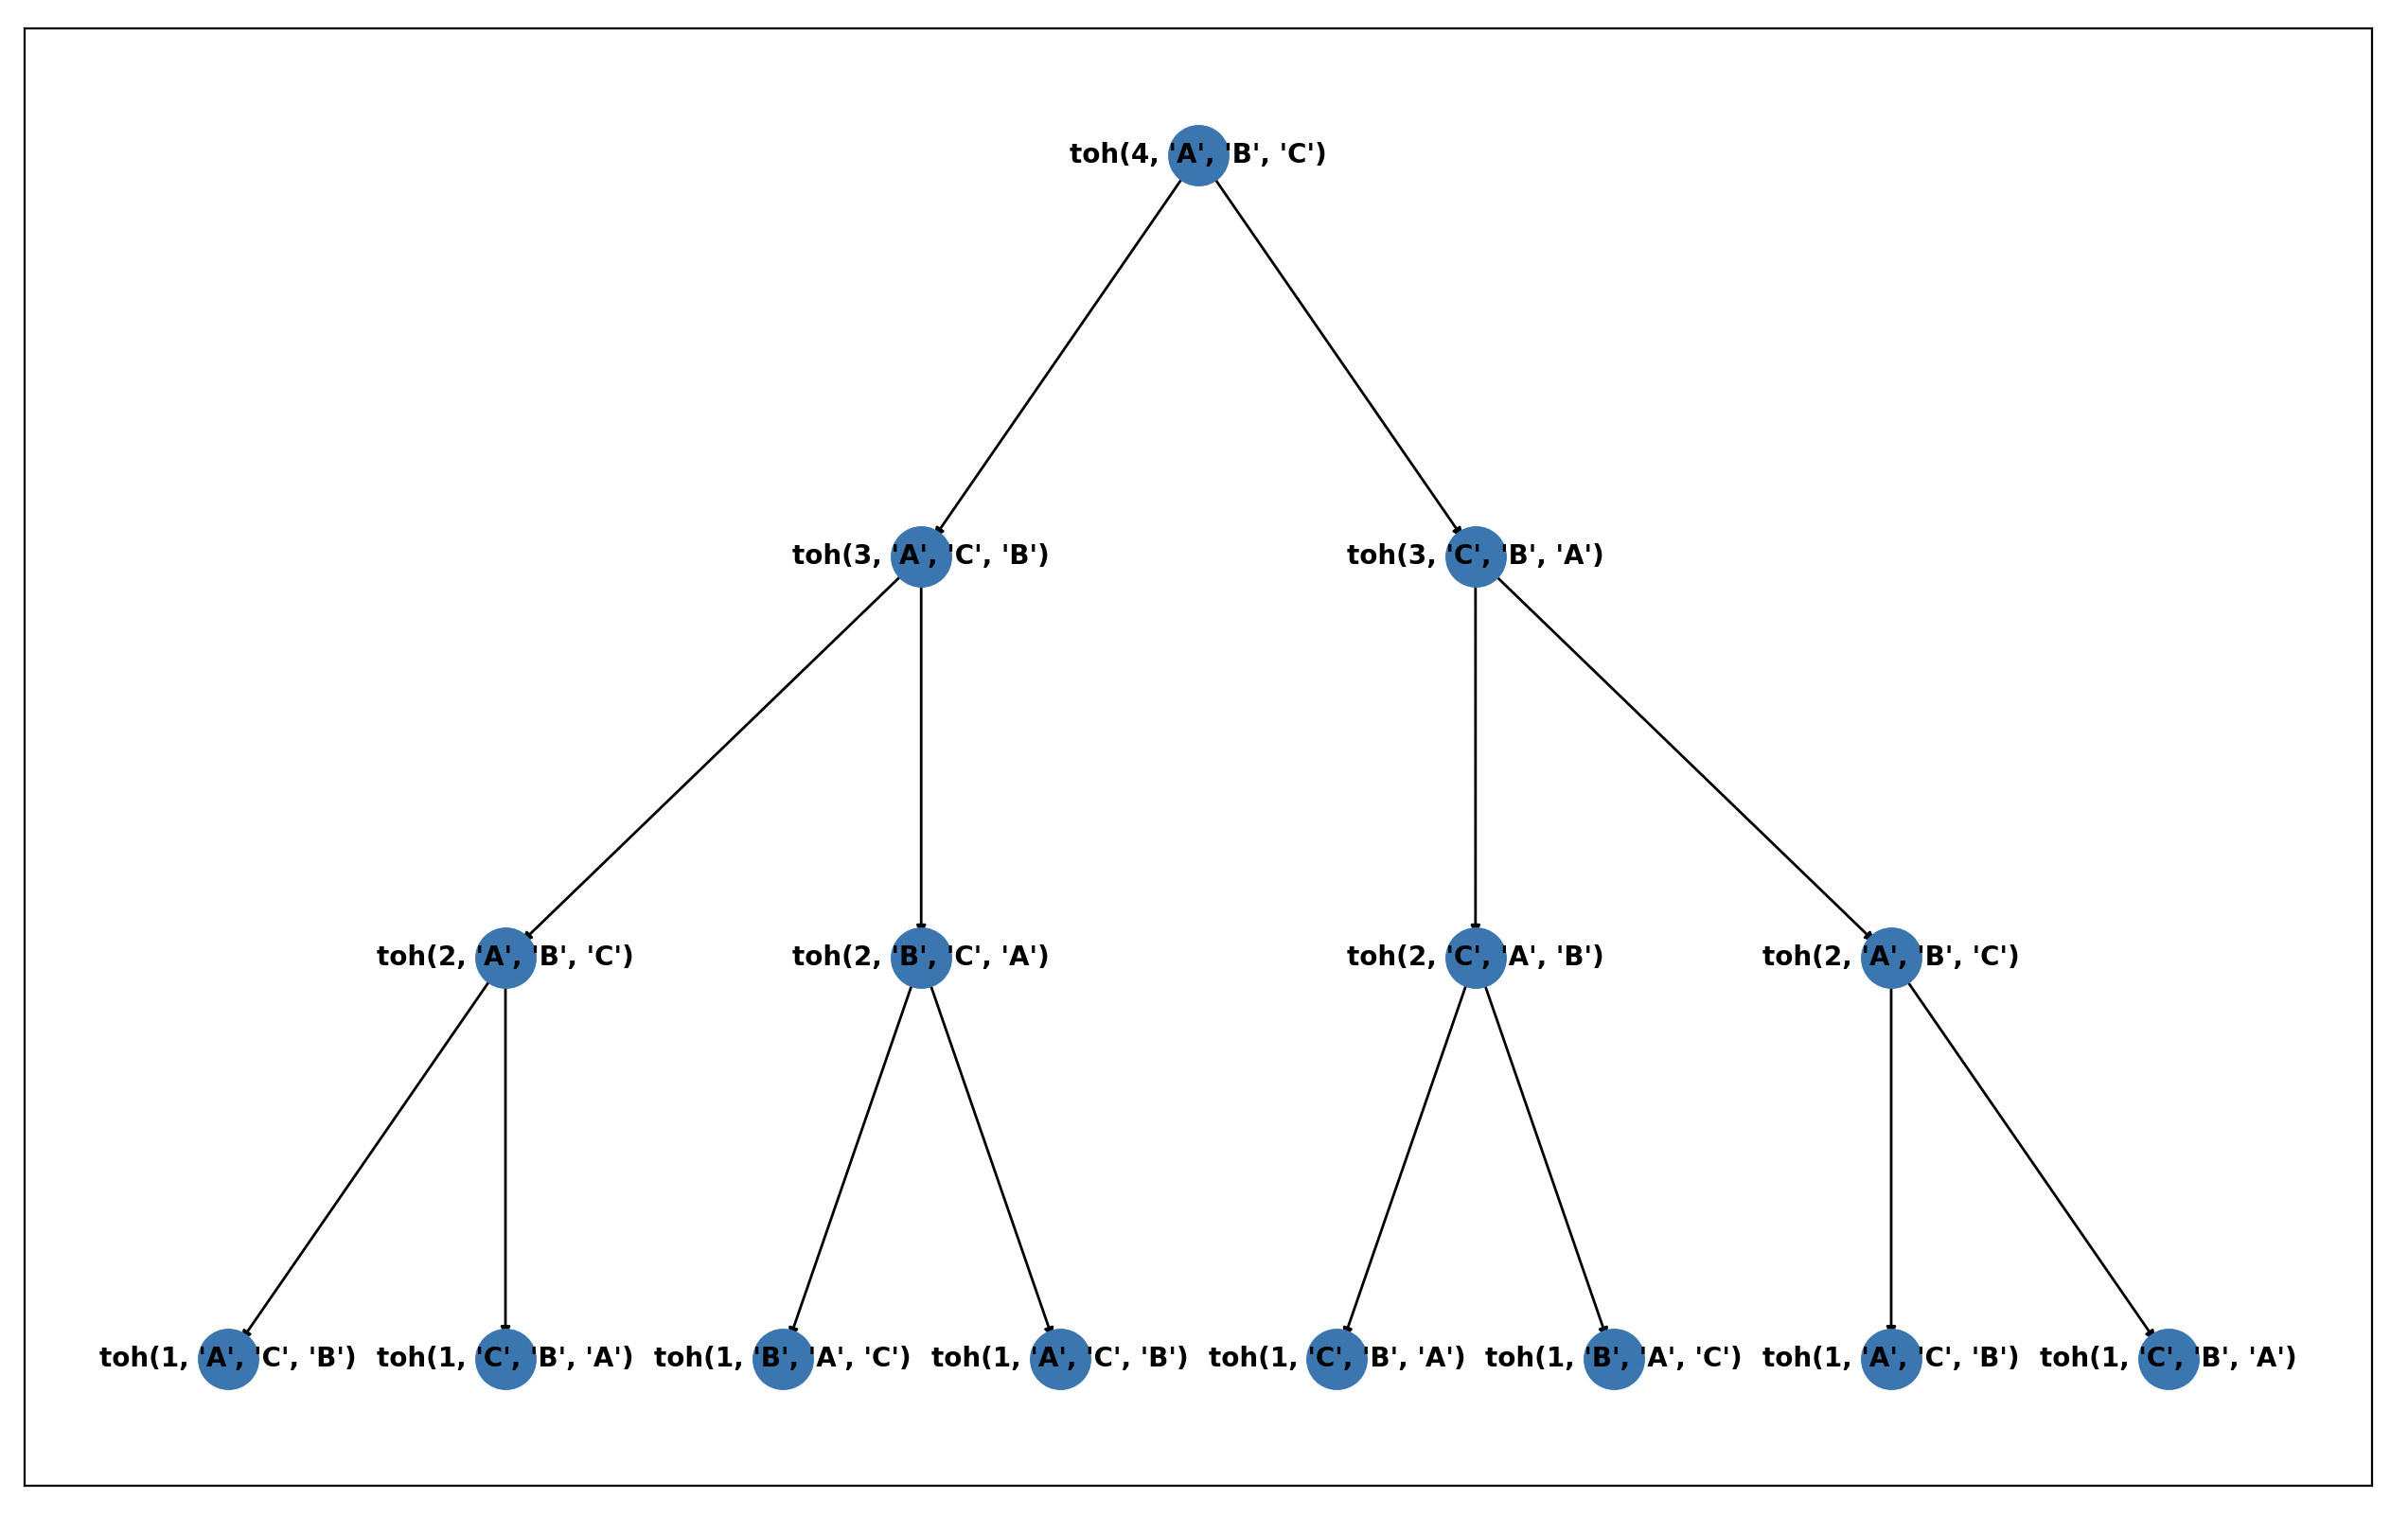 toh(4, 'A', 'B', 'C')
toh(3, 'A', 'C', 'B')
toh(3, 'C', 'B', 'A')
toh(2, 'A', 'B', 'C')
toh(2, 'B', 'C', 'A')
toh(2, 'C', 'A', 'B')
toh(2, 'A', 'B', 'C')
toh(1, 'A', 'C', 'B')
toh(1, 'C', 'B', 'A')
toh(1, 'B', 'A', 'C')
toh(1, 'A', 'C', 'B')
toh(1, 'C', 'B', 'A')
toh(1, 'B', 'A', 'C')
toh(1, 'A', 'C', 'B')
toh(1, 'C', 'B', 'A')